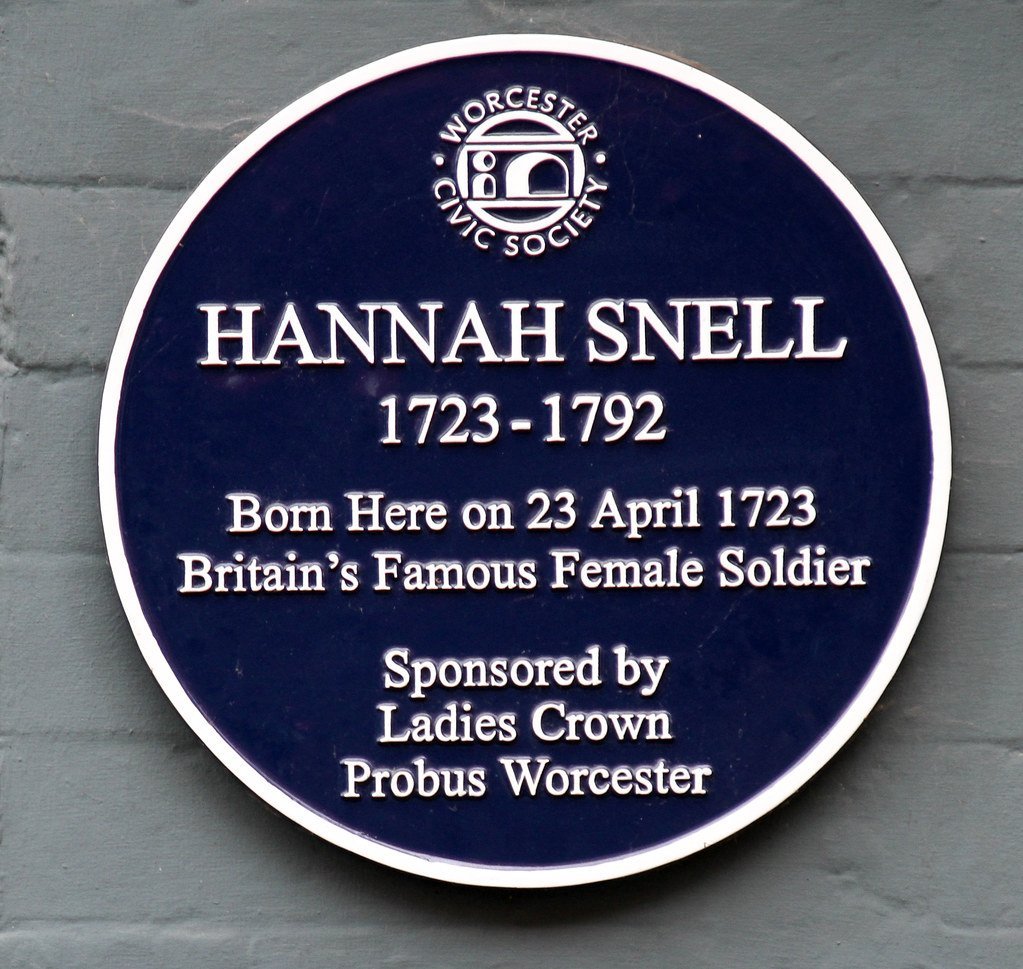 WORCESTER
CIVIC SOCIETY
HANNAH SNELL
1723-1792
Born Here on 23 April 1723
Britain's Famous Female Soldier
Sponsored by
Ladies Crown
Probus Worcester